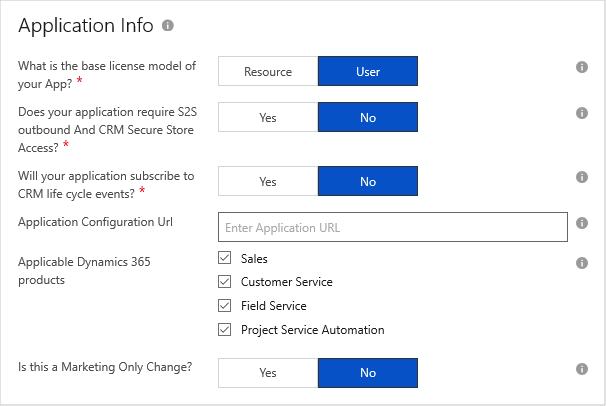 Application Info
What is the base license model of
your App? *
Resource User
Does your application require S2S
outbound And CRM Secure Store
Access? *
Yes No
Will your application subscribe to
CRM life cycle events? *
Yes No
Application Configuration Url
Enter Application URL
Applicable Dynamics 365
products
Sales
Customer Service
Field Service
Project Service Automation
Is this a Marketing Only Change?
Yes No